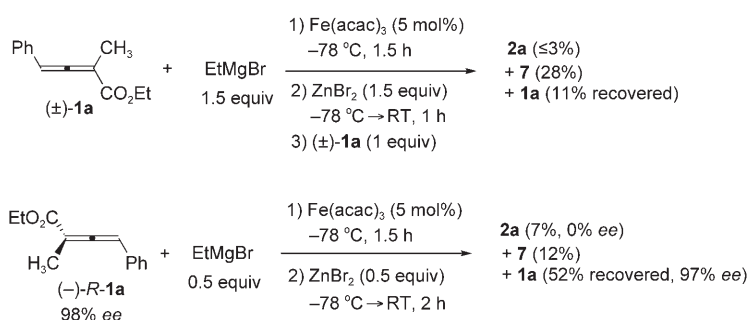 Ph
CH₃
CO₂Et
(±)-1a
+
EtMgBr
1.5 equiv
1) Fe(acac)₃ (5 mol%)
−78 °C, 1.5 h
2) ZnBr₂ (1.5 equiv)
−78 °C → RT, 1 h
3) (±)-1a (1 equiv)
2a (≤3%)
+ 7 (28%)
+ 1a (11% recovered)
EtO₂C
H₃C
Ph
(−)-R-1a
98% ee
+
EtMgBr
0.5 equiv
1) Fe(acac)₃ (5 mol%)
−78 °C, 1.5 h
2) ZnBr₂ (0.5 equiv)
−78 °C → RT, 2 h
2a (7%, 0% ee)
+ 7 (12%)
+ 1a (52% recovered, 97% ee)